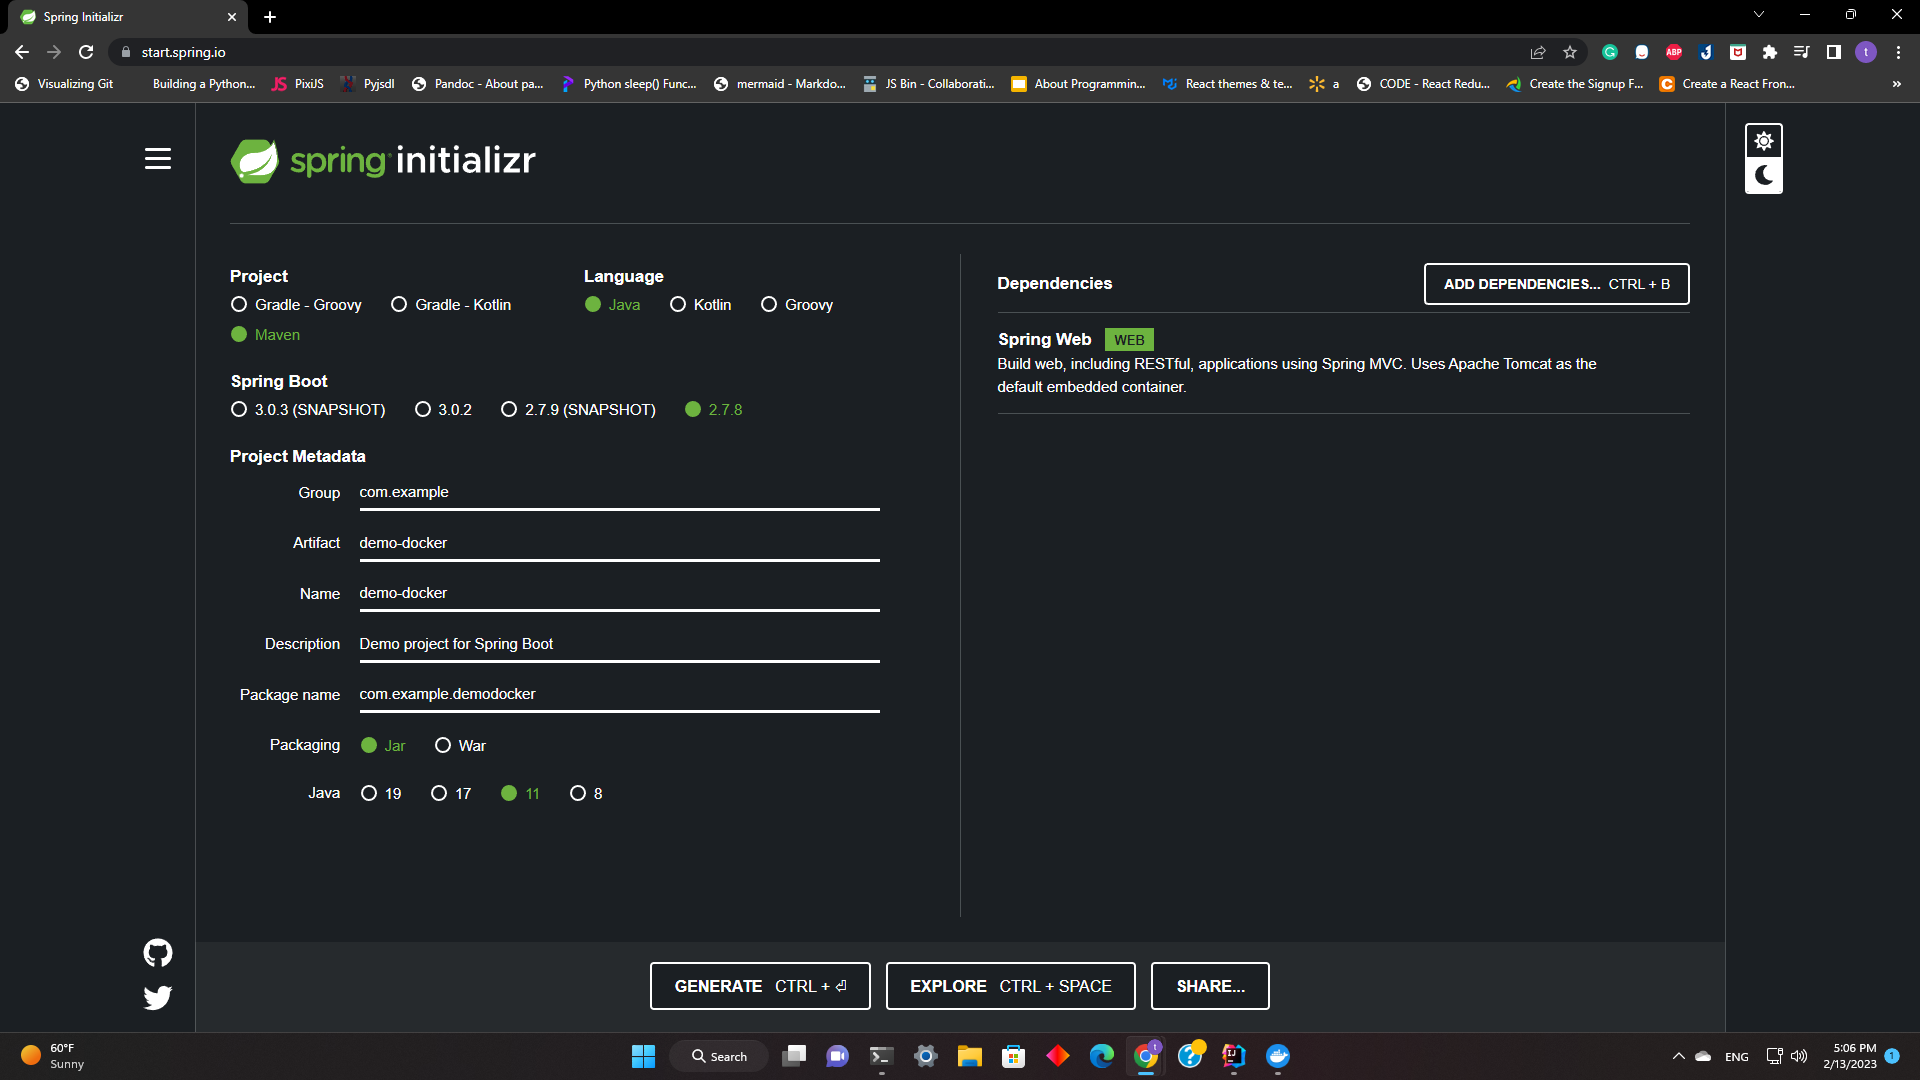 Spring Initializr
start.spring.io
Visualizing Git
Building a Python...
JS PixiJS
Pyjsdl
Pandoc - About pa...
Python sleep() Func...
mermaid - Markdo...
JS Bin - Collaborati...
About Programmin...
React themes & te...
a
CODE - React Redu...
Create the Signup F...
C Create a React Fron...
»
ABP
t
spring initializr
Project
Gradle - Groovy
Gradle - Kotlin
Maven
Language
Java
Kotlin
Groovy
Spring Boot
3.0.3 (SNAPSHOT)
3.0.2
2.7.9 (SNAPSHOT)
2.7.8
Project Metadata
Group com.example
Artifact demo-docker
Name demo-docker
Description Demo project for Spring Boot
Package name com.example.demodocker
Packaging Jar War
Java 19 17 11 8
Dependencies
ADD DEPENDENCIES... CTRL + B
Spring Web WEB
Build web, including RESTful, applications using Spring MVC. Uses Apache Tomcat as the
default embedded container.
GENERATE CTRL + ⏎
EXPLORE CTRL + SPACE
SHARE...
60°F
Sunny
Search
t
IJ
ENG
5:06 PM
2/13/2023
1